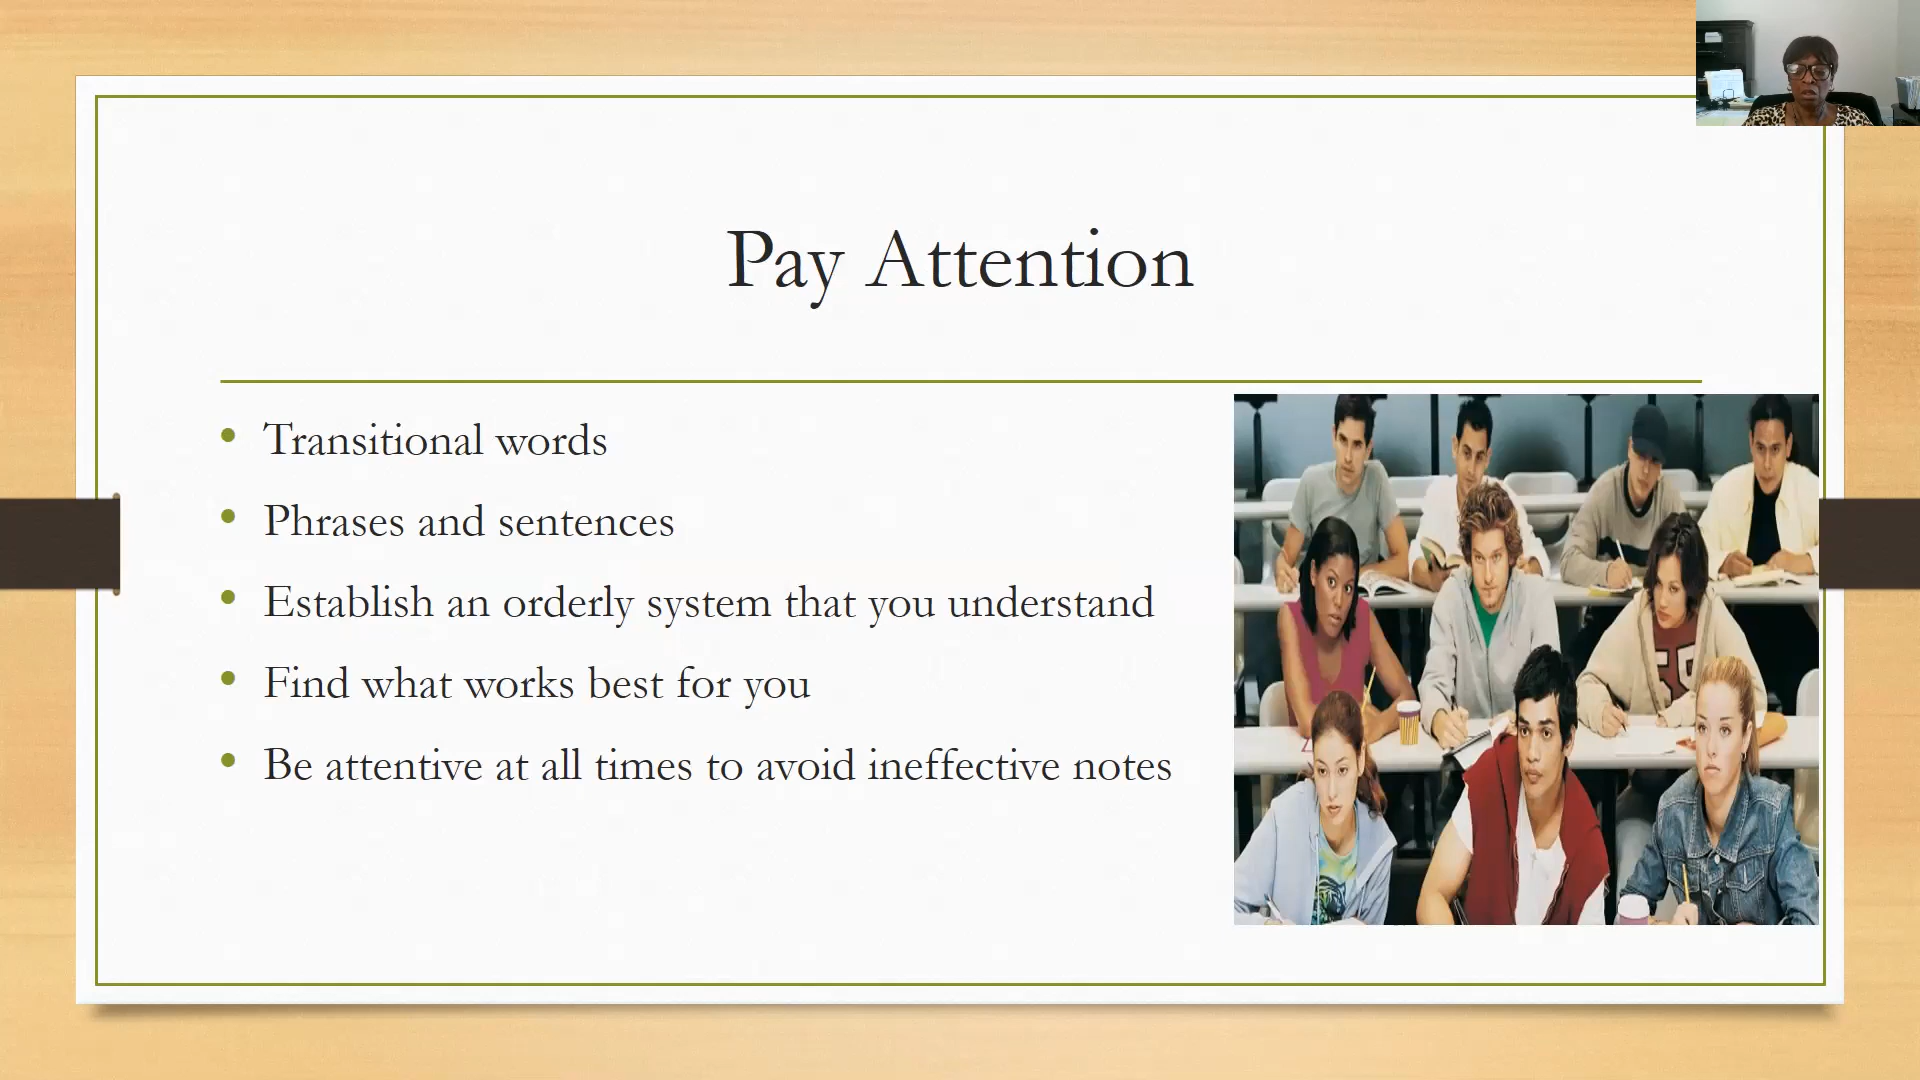 Pay Attention
Transitional words
Phrases and sentences
Establish an orderly system that you understand
Find what works best for you
Be attentive at all times to avoid ineffective notes